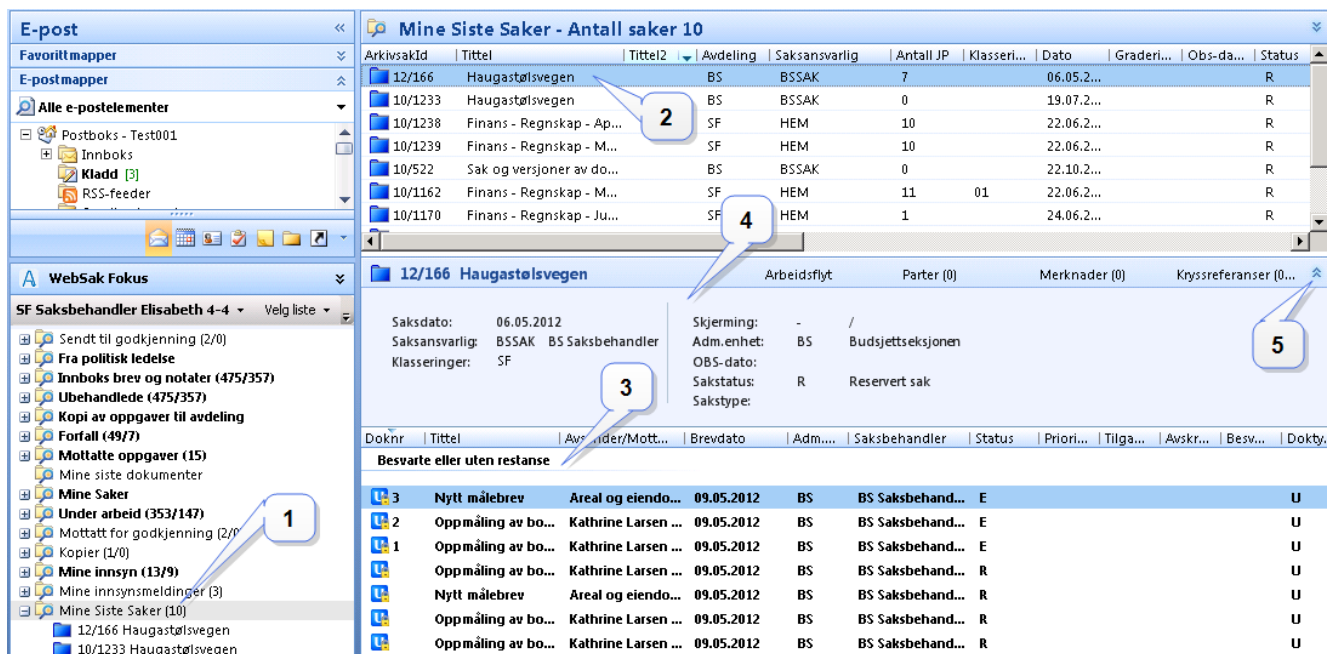 E-post
Favorittmapper
E-postmapper
Alle e-postelementer
Postboks - Test001
Innboks
Kladd [3]
RSS-feeder
WebSak Fokus
SF Saksbehandler Elisabeth 4-4 Velg liste
Sendt til godkjenning (2/0)
Fra politisk ledelse
Innboks brev og notater (475/357)
Ubehandlede (475/357)
Kopi av oppgaver til avdeling
Forfall (49/7)
Mottatte oppgaver (15)
Mine siste dokumenter
Mine Saker
Under arbeid (353/147)
Mottatt for godkjenning (2/0
Kopier (1/0)
Mine innsyn (13/9)
Mine innsynsmeldinger (3)
Mine Siste Saker (10)
12/166 Haugastølsvegen
10/1233 Haugastølsvegen
1
Mine Siste Saker - Antall saker 10
ArkivsakId Tittel Tittel2 Avdeling Saksansvarlig Antall JP Klasseri... Dato Graderi... Obs-da... Status
12/166 Haugastølsvegen BS BSSAK 7 06.05.2... R
10/1233 Haugastølsvegen BS BSSAK 0 19.07.2... R
10/1238 Finans - Regnskap - Ap... SF HEM 10 22.06.2... R
10/1239 Finans - Regnskap - M... SF HEM 10 22.06.2... R
10/522 Sak og versjoner av do... BS BSSAK 0 22.10.2... R
10/1162 Finans - Regnskap - M... SF HEM 11 01 22.06.2... R
10/1170 Finans - Regnskap - Ju... SF HEM 1 24.06.2... R
2
4
12/166 Haugastølsvegen Arbeidsflyt Parter (0) Merknader (0) Kryssreferanser (0...
Saksdato: 06.05.2012
Saksansvarlig: BSSAK BS Saksbehandler
Klasseringer: SF
Skjerming: - /
Adm.enhet: BS Budsjettseksjonen
OBS-dato:
Sakstatus: R Reservert sak
Sakstype:
3
5
Doknr Tittel Avsender/Mott... Brevdato Adm.... Saksbehandler Status Priori... Tilga... Avskr... Besv... Dokty.
Besvarte eller uten restanse
3 Nytt målebrev Areal og eiendo... 09.05.2012 BS BS Saksbehand... E U
2 Oppmåling av bo... Kathrine Larsen ... 09.05.2012 BS BS Saksbehand... E U
1 Oppmåling av bo... Kathrine Larsen ... 09.05.2012 BS BS Saksbehand... E U
Oppmåling av bo... Kathrine Larsen ... 09.05.2012 BS BS Saksbehand... R U
Nytt målebrev Areal og eiendo... 09.05.2012 BS BS Saksbehand... R U
Oppmåling av bo... Kathrine Larsen ... 09.05.2012 BS BS Saksbehand... R U
Oppmåling av bo... Kathrine Larsen ... 09.05.2012 BS BS Saksbehand... R U